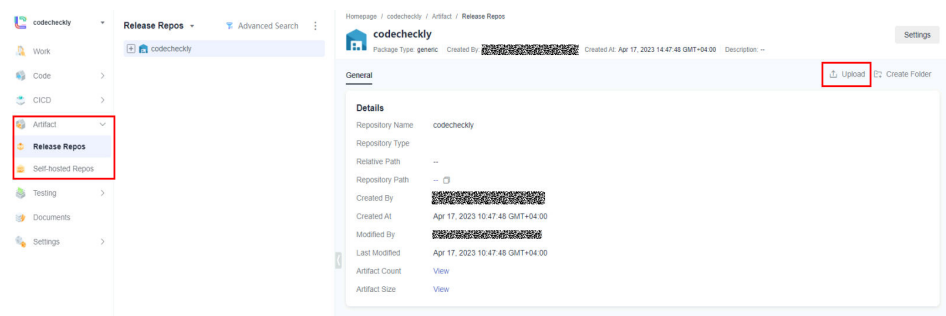 codecheckly
Work
Code
CICD
Artifact
Release Repos
Self-hosted Repos
Testing
Documents
Settings
Release Repos
Advanced Search
codecheckly
Homepage / codecheckly / Artifact / Release Repos
codecheckly
Settings
Package Type: generic Created By: Created At: Apr 17, 2023 14:47:48 GMT+04:00 Description: --
General
Upload
Create Folder
Details
Repository Name codecheckly
Repository Type
Relative Path --
Repository Path --
Created By
Created At Apr 17, 2023 10:47:48 GMT+04:00
Modified By
Last Modified Apr 17, 2023 10:47:48 GMT+04:00
Artifact Count View
Artifact Size View